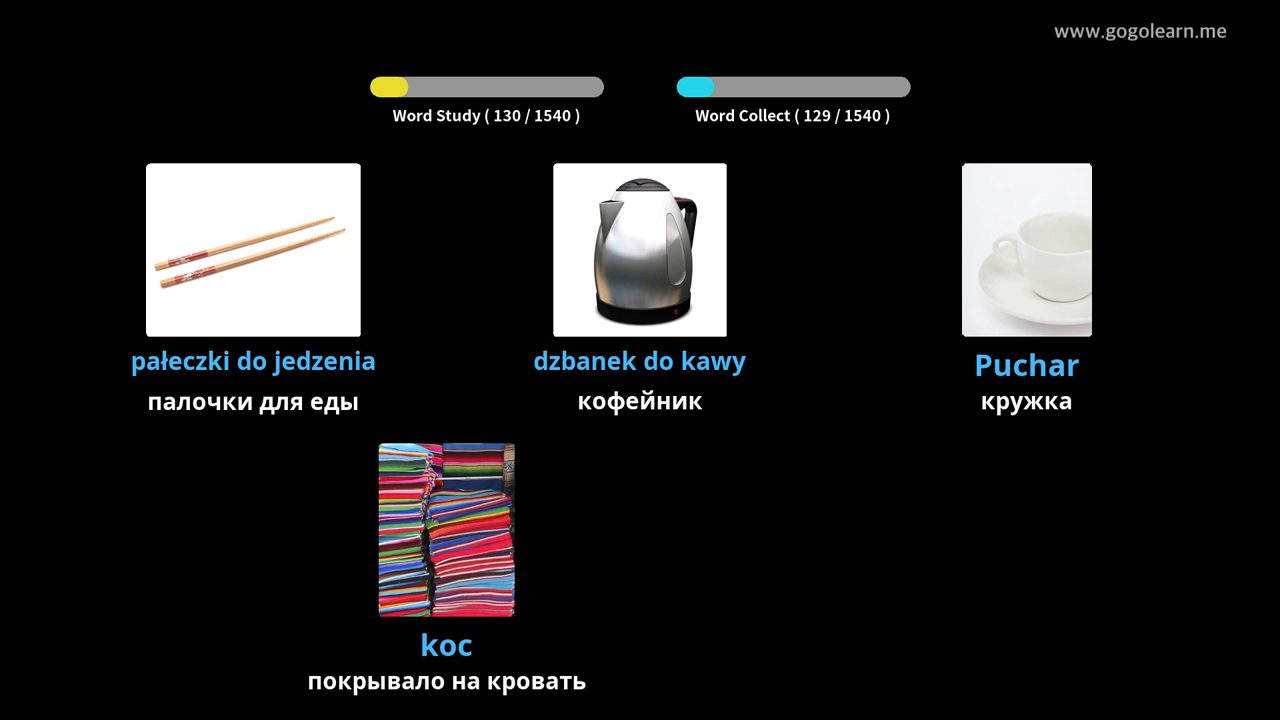 www.gogolearn.me
Word Study ( 130 / 1540 )
Word Collect ( 129 / 1540 )
pałeczki do jedzenia
палочки для еды
dzbanek do kawy
кофейник
Puchar
кружка
koc
покрывало на кровать